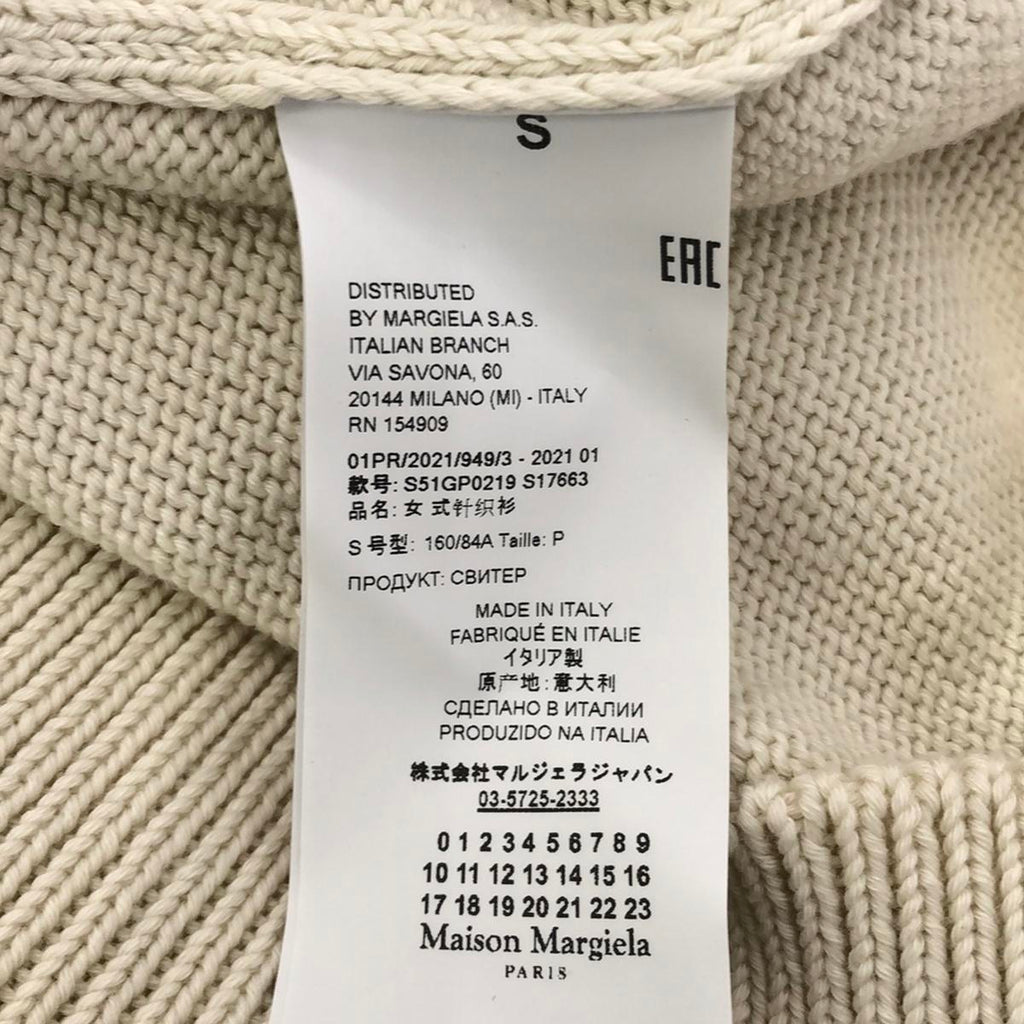 S
EAC
DISTRIBUTED
BY MARGIELA S.A.S.
ITALIAN BRANCH
VIA SAVONA, 60
20144 MILANO (MI) - ITALY
RN 154909
01PR/2021/949/3 - 2021 01
款号: S51GP0219 S17663
品名: 女 式针织衫
S 号型: 160/84A Taille: P
ПРОДУКТ: СВИТЕР
MADE IN ITALY
FABRIQUÉ EN ITALIE
イタリア製
原产地: 意大利
СДЕЛАНО В ИТАЛИИ
PRODUZIDO NA ITALIA
株式会社マルジェラジャパン
03-5725-2333
0 1 2 3 4 5 6 7 8 9
10 11 12 13 14 15 16
17 18 19 20 21 22 23
Maison Margiela
PARIS